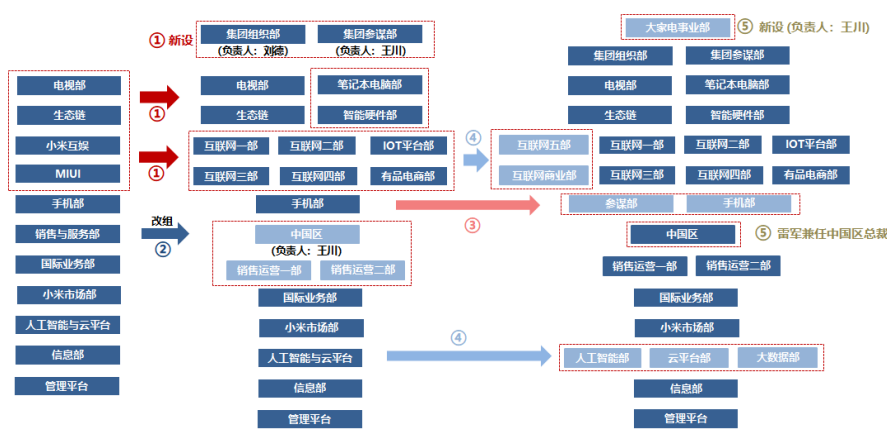 大家电事业部
⑤ 新设 (负责人：王川)
① 新设
集团组织部
集团参谋部
(负责人：刘德)
(负责人：王川)
集团组织部
集团参谋部
电视部
①
电视部
笔记本电脑部
电视部
笔记本电脑部
生态链
生态链
智能硬件部
生态链
智能硬件部
小米互娱
①
互联网一部
互联网二部
IOT平台部
④
互联网五部
互联网一部
互联网二部
IOT平台部
MIUI
互联网三部
互联网四部
有品电商部
互联网商业部
互联网三部
互联网四部
有品电商部
手机部
手机部
③
参谋部
手机部
销售与服务部
改组
②
中国区
(负责人：王川)
中国区
⑤ 雷军兼任中国区总裁
国际业务部
销售运营一部
销售运营二部
销售运营一部
销售运营二部
小米市场部
国际业务部
国际业务部
人工智能与云平台
小米市场部
小米市场部
信息部
人工智能与云平台
④
人工智能部
云平台部
大数据部
管理平台
信息部
信息部
管理平台
管理平台